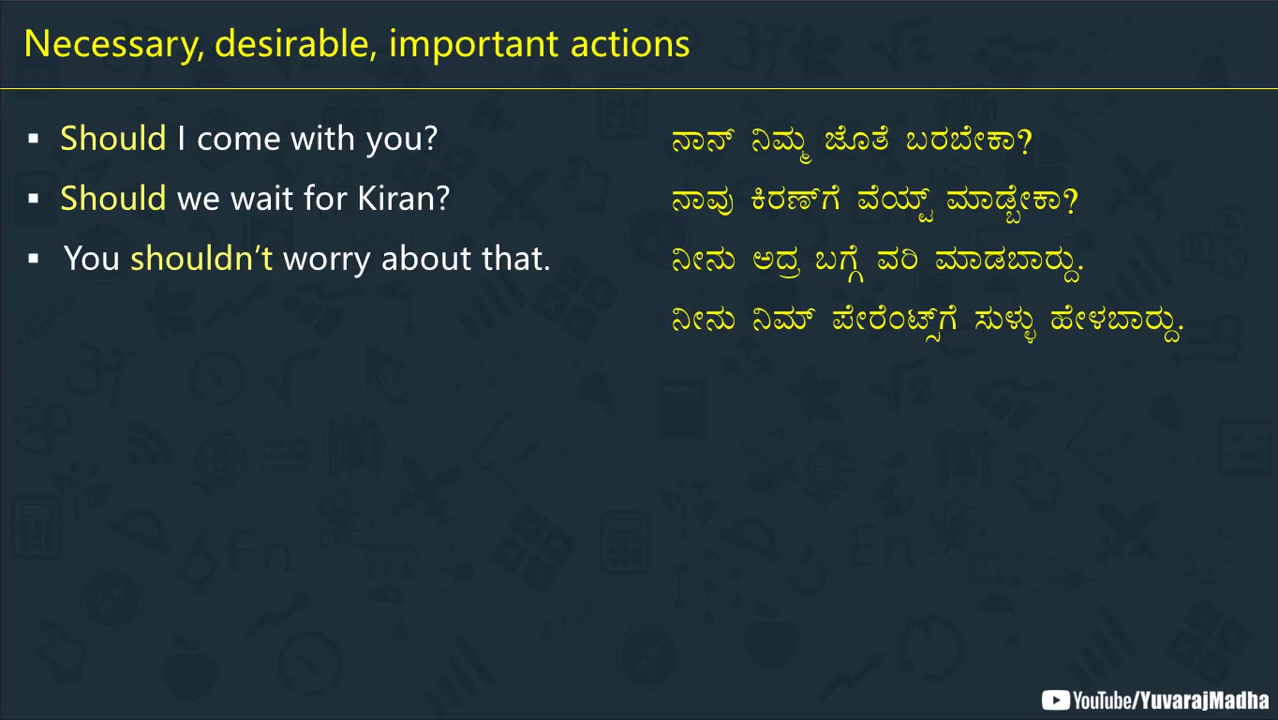 Necessary, desirable, important actions
▪ Should I come with you? ನಾನ್ ನಿಮ್ಮ ಜೊತೆ ಬರಬೇಕಾ?
▪ Should we wait for Kiran? ನಾವು ಕಿರಣ್‌ಗೆ ವೆಯ್ಟ್ ಮಾಡ್ಬೇಕಾ?
▪ You shouldn’t worry about that. ನೀನು ಅದ್ರ ಬಗ್ಗೆ ವರಿ ಮಾಡಬಾರ್‍ದು.
ನೀನು ನಿಮ್ ಪೇರೆಂಟ್ಸ್‌ಗೆ ಸುಳ್ಳು ಹೇಳಬಾರ್‍ದು.
YouTube/YuvarajMadha